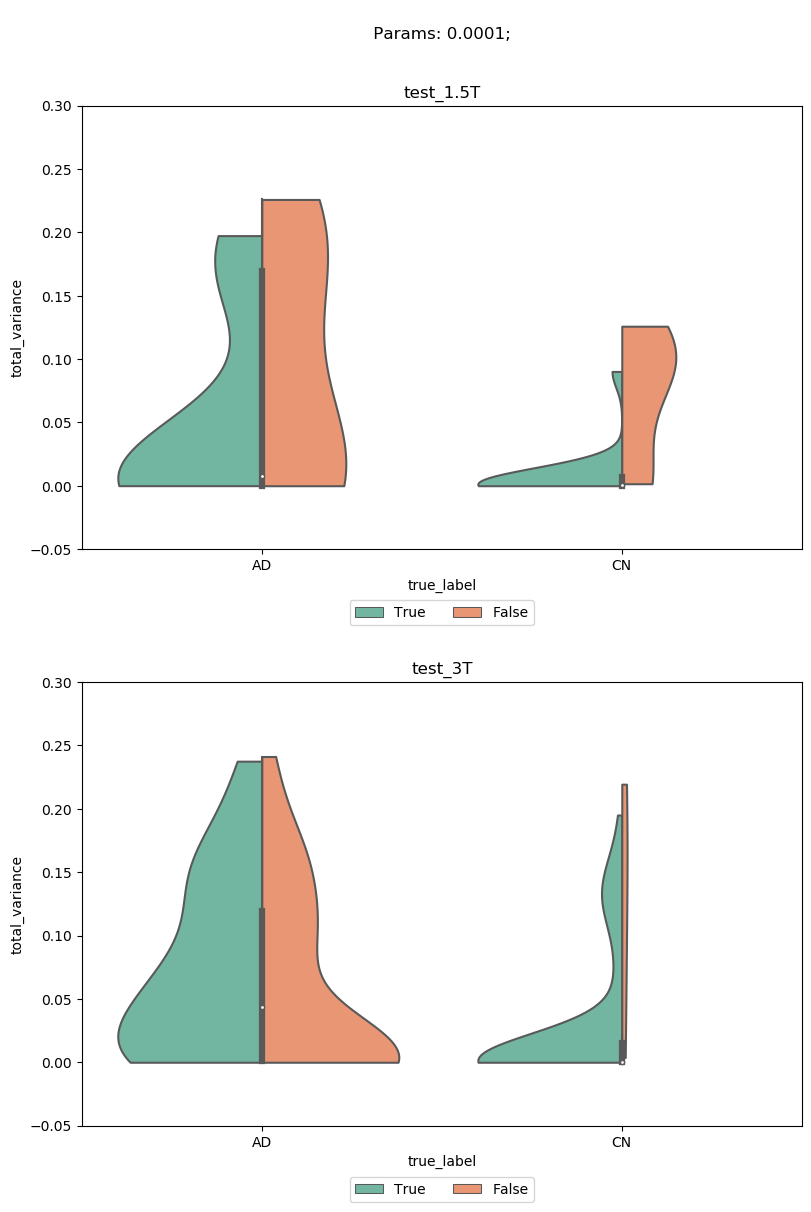 Params: 0.0001;
test_1.5T
0.30
0.25
0.20
0.15
0.10
0.05
0.00
−0.05
total_variance
AD CN
true_label
True False
test_3T
0.30
0.25
0.20
0.15
0.10
0.05
0.00
−0.05
total_variance
AD CN
true_label
True False